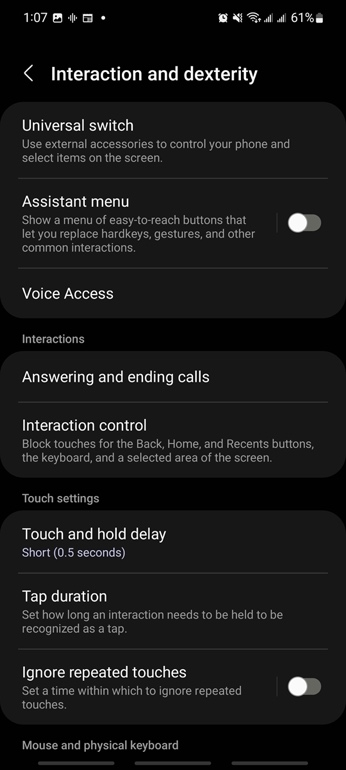 1:07 61%
Interaction and dexterity
Universal switch
Use external accessories to control your phone and
select items on the screen.
Assistant menu
Show a menu of easy-to-reach buttons that
let you replace hardkeys, gestures, and other
common interactions.
Voice Access
Interactions
Answering and ending calls
Interaction control
Block touches for the Back, Home, and Recents buttons,
the keyboard, and a selected area of the screen.
Touch settings
Touch and hold delay
Short (0.5 seconds)
Tap duration
Set how long an interaction needs to be held to be
recognized as a tap.
Ignore repeated touches
Set a time within which to ignore repeated
touches.
Mouse and physical keyboard